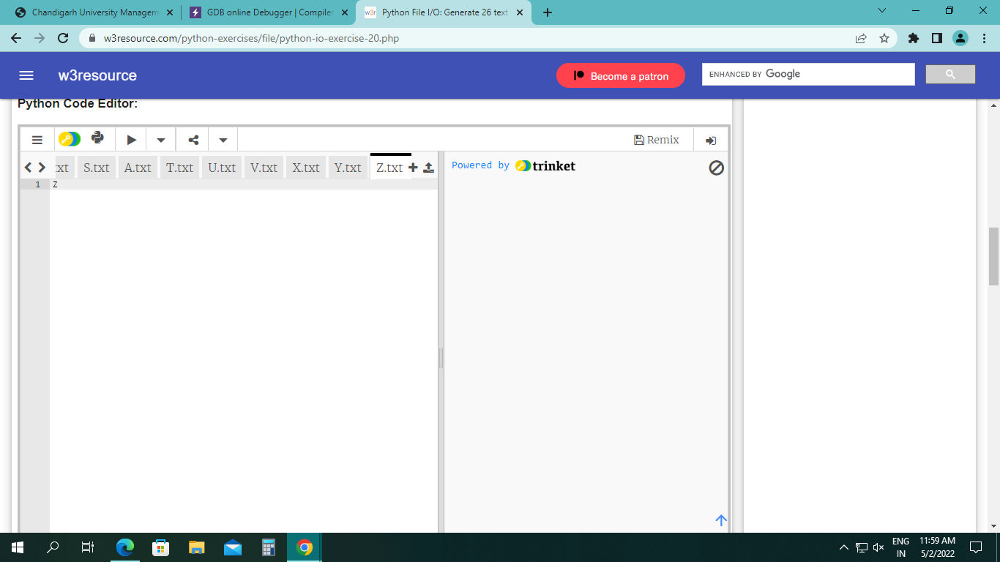 Chandigarh University Managem
GDB online Debugger | Compiler
w3r Python File I/O: Generate 26 text
w3resource.com/python-exercises/file/python-io-exercise-20.php
w3resource
Become a patron
ENHANCED BY Google
Python Code Editor:
Remix
xt S.txt A.txt T.txt U.txt V.txt X.txt Y.txt Z.txt
Powered by trinket
1 Z
ENG
IN
11:59 AM
5/2/2022